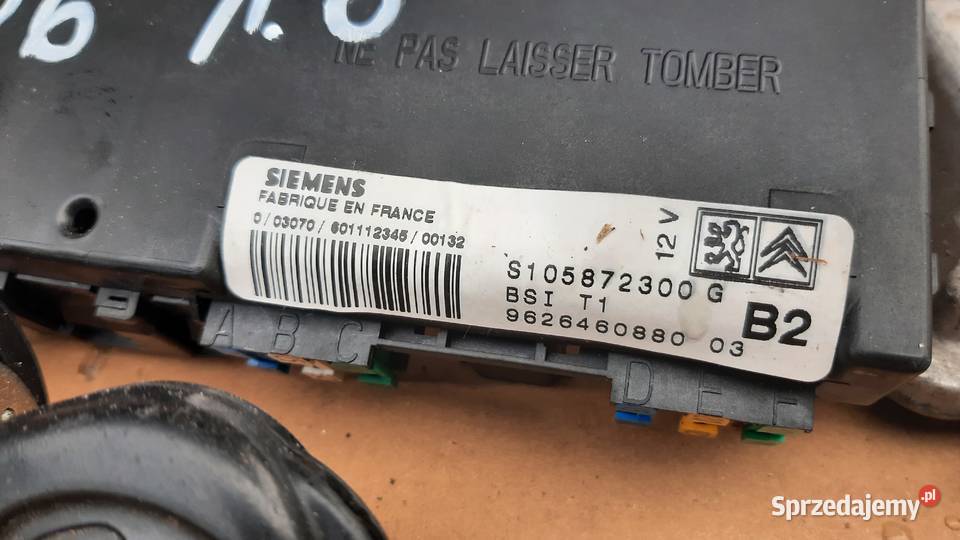 NE PAS LAISSER TOMBER
SIEMENS
FABRIQUE EN FRANCE
0/03070/601112345/00132
12 V
S105872300 G
BSI T1
9626460880 03
B2
A B C
D E F
Sprzedajemy.pl